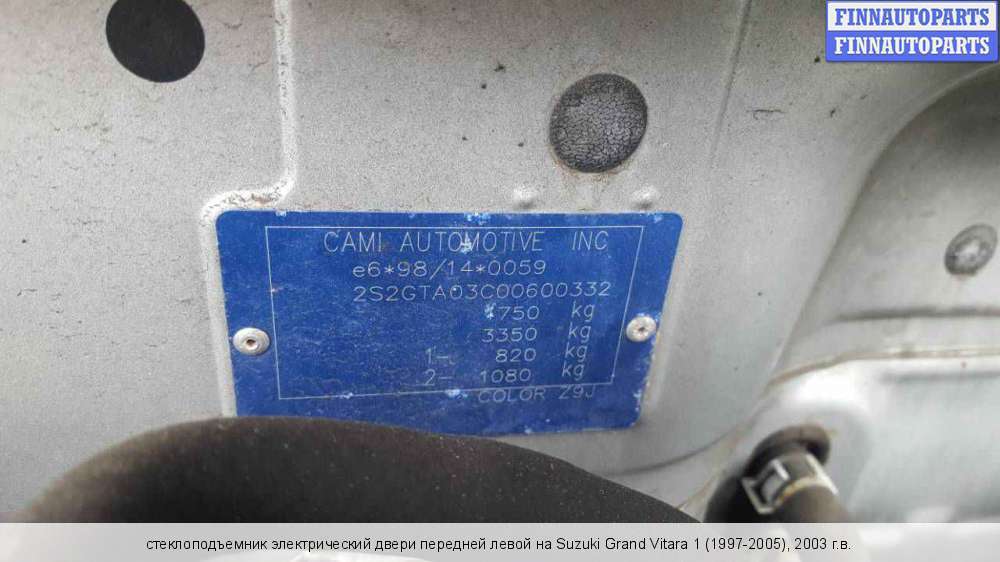 FINNAUTOPARTS
FINNAUTOPARTS
CAMI AUTOMOTIVE INC
e6*98/14*0059
2S2GTA03C00600332
1750 kg
3350 kg
1- 820 kg
2- 1080 kg
COLOR Z9J
стеклоподъемник электрический двери передней левой на Suzuki Grand Vitara 1 (1997-2005), 2003 г.в.